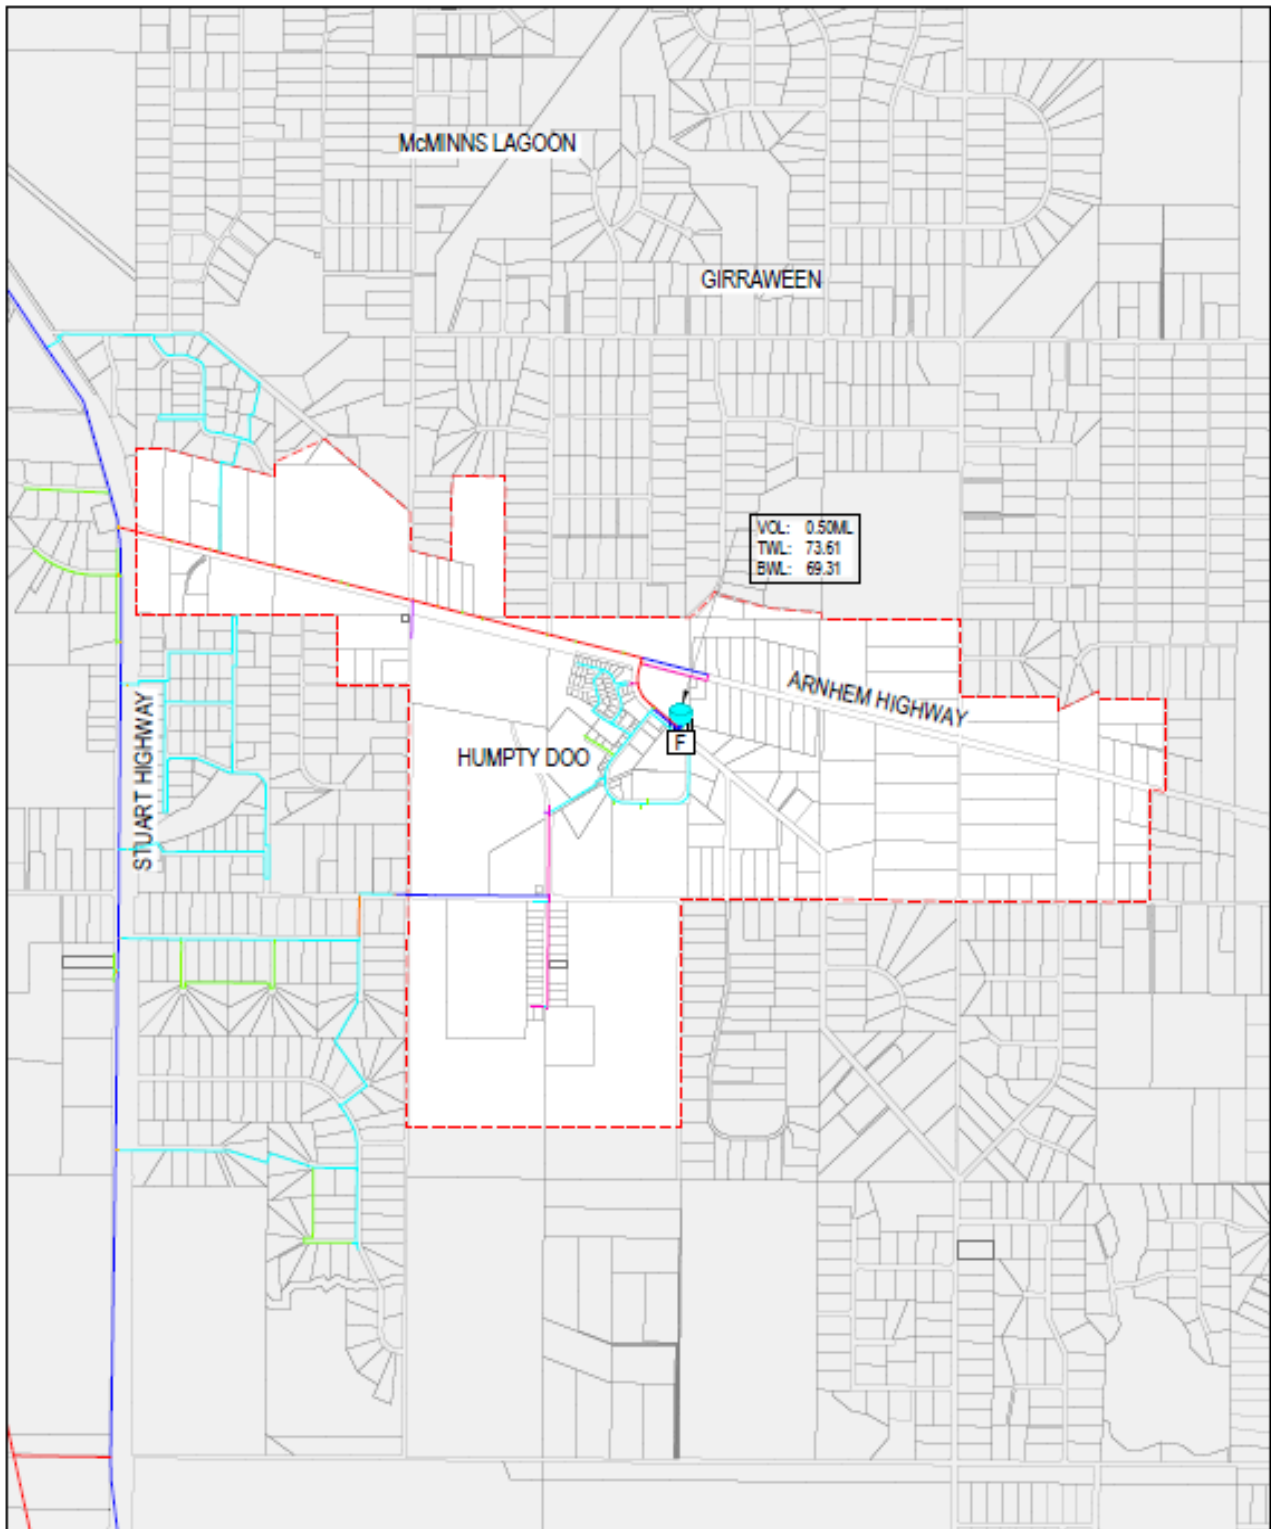 McMINNS LAGOON
GIRRAWEEN
VOL: 0.50ML
TWL: 73.61
BWL: 69.31
ARNHEM HIGHWAY
STUART HIGHWAY
HUMPTY DOO
F